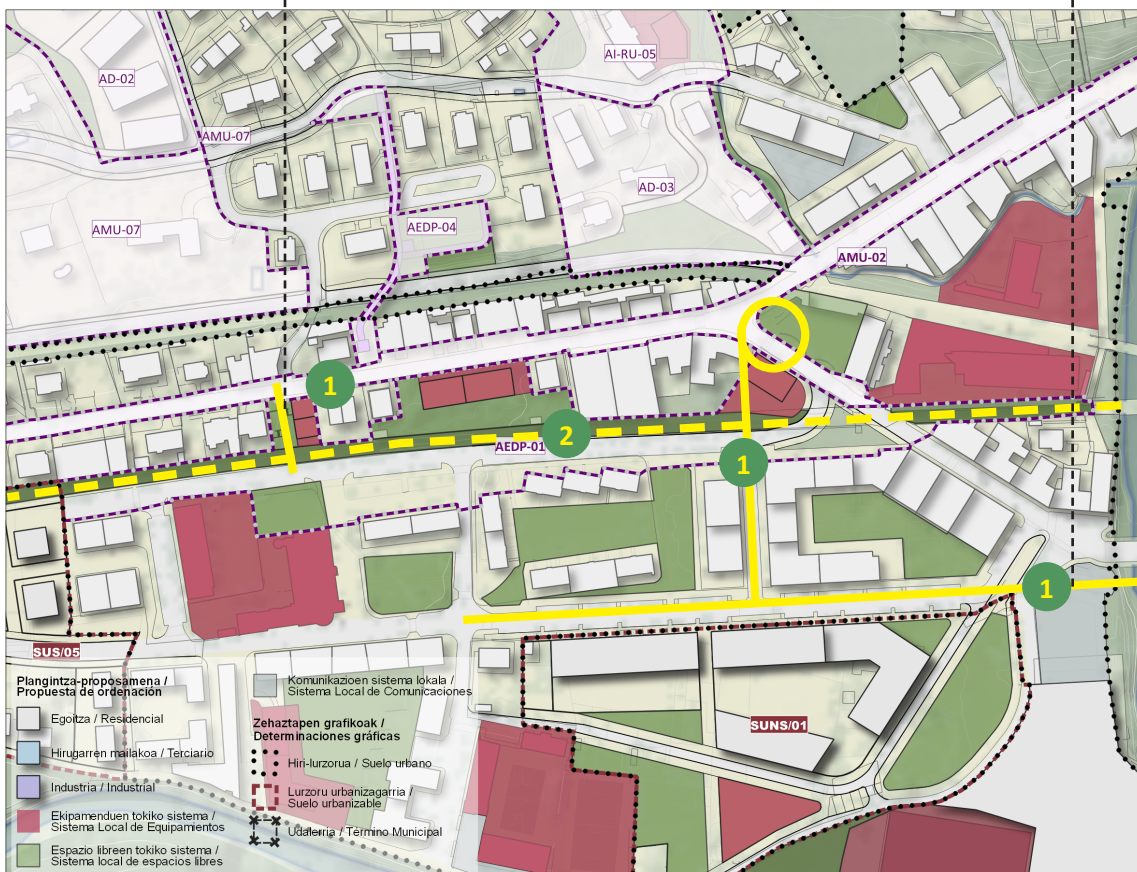 AD-02
AI-RU-05
AMU-07
AD-03
AMU-07
AEDP-04
AMU-02
1
2
AEDP-01
1
1
SUS/05
SUNS/01
Plangintza-proposamena /
Propuesta de ordenación
Egoitza / Residencial
Hirugarren mailakoa / Terciario
Industria / Industrial
Ekipamenduen tokiko sistema /
Sistema Local de Equipamientos
Espazio libreen tokiko sistema /
Sistema local de espacios libres
Komunikazioen sistema lokala /
Sistema Local de Comunicaciones
Zehaztapen grafikoak /
Determinaciones gráficas
Hiri-lurzorua / Suelo urbano
Lurzoru urbanizagarria /
Suelo urbanizable
Udalerria / Término Municipal